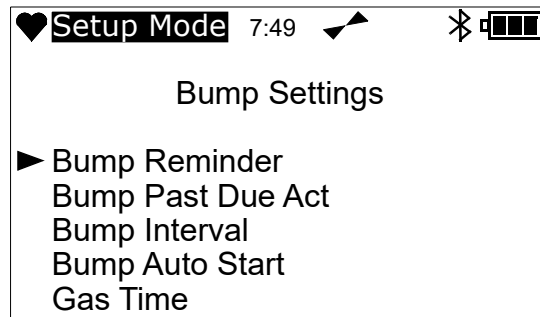 Setup Mode 7:49
Bump Settings
Bump Reminder
Bump Past Due Act
Bump Interval
Bump Auto Start
Gas Time